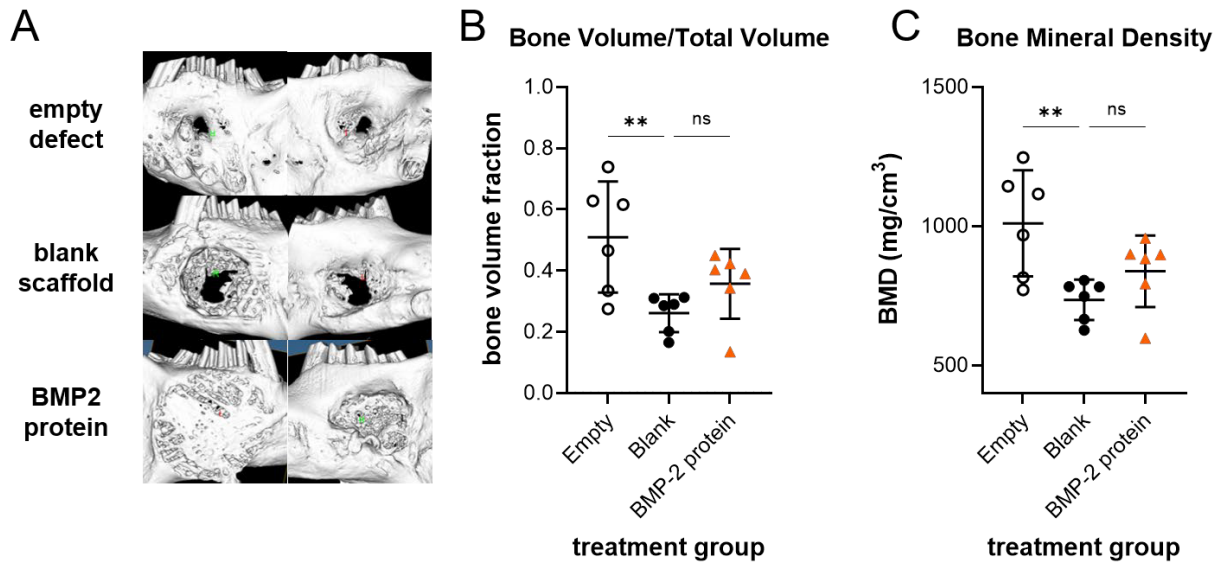 A
empty
defect
blank
scaffold
BMP2
protein
B
Bone Volume/Total Volume
bone volume fraction
1.0
0.8
0.6
0.4
0.2
0.0
**
ns
Empty
Blank
BMP-2 protein
treatment group
C
Bone Mineral Density
BMD (mg/cm³)
1500
1000
500
**
ns
Empty
Blank
BMP-2 protein
treatment group